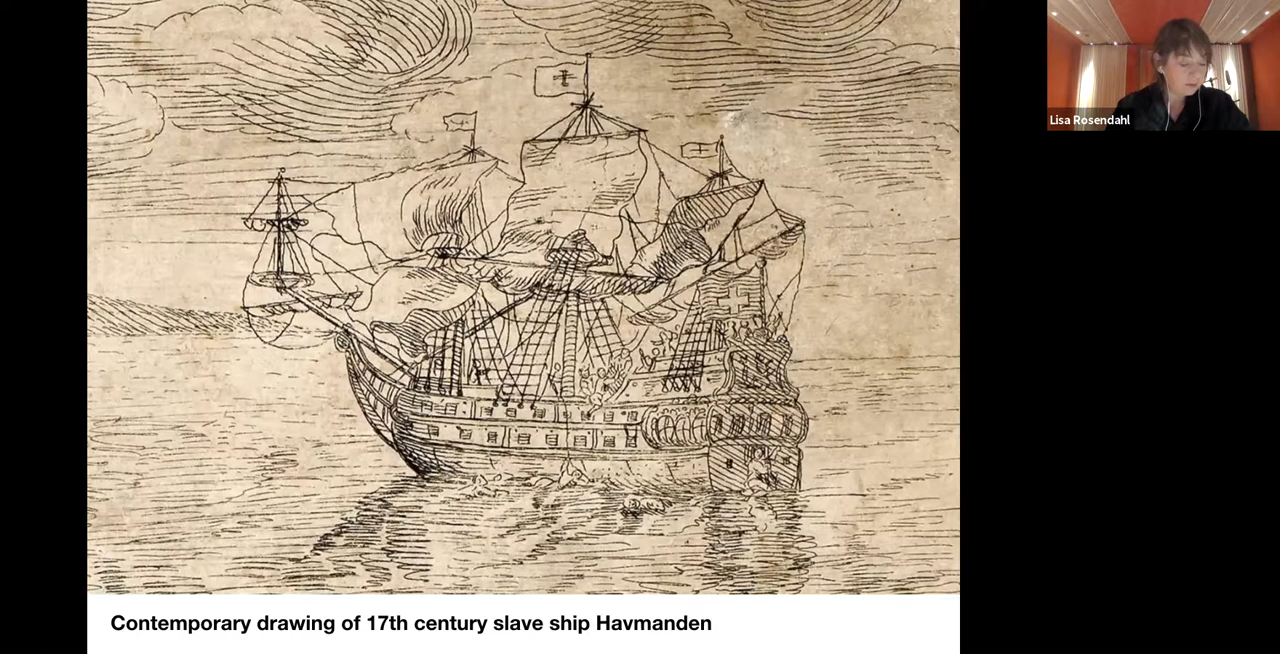 Lisa Rosendahl
Contemporary drawing of 17th century slave ship Havmanden